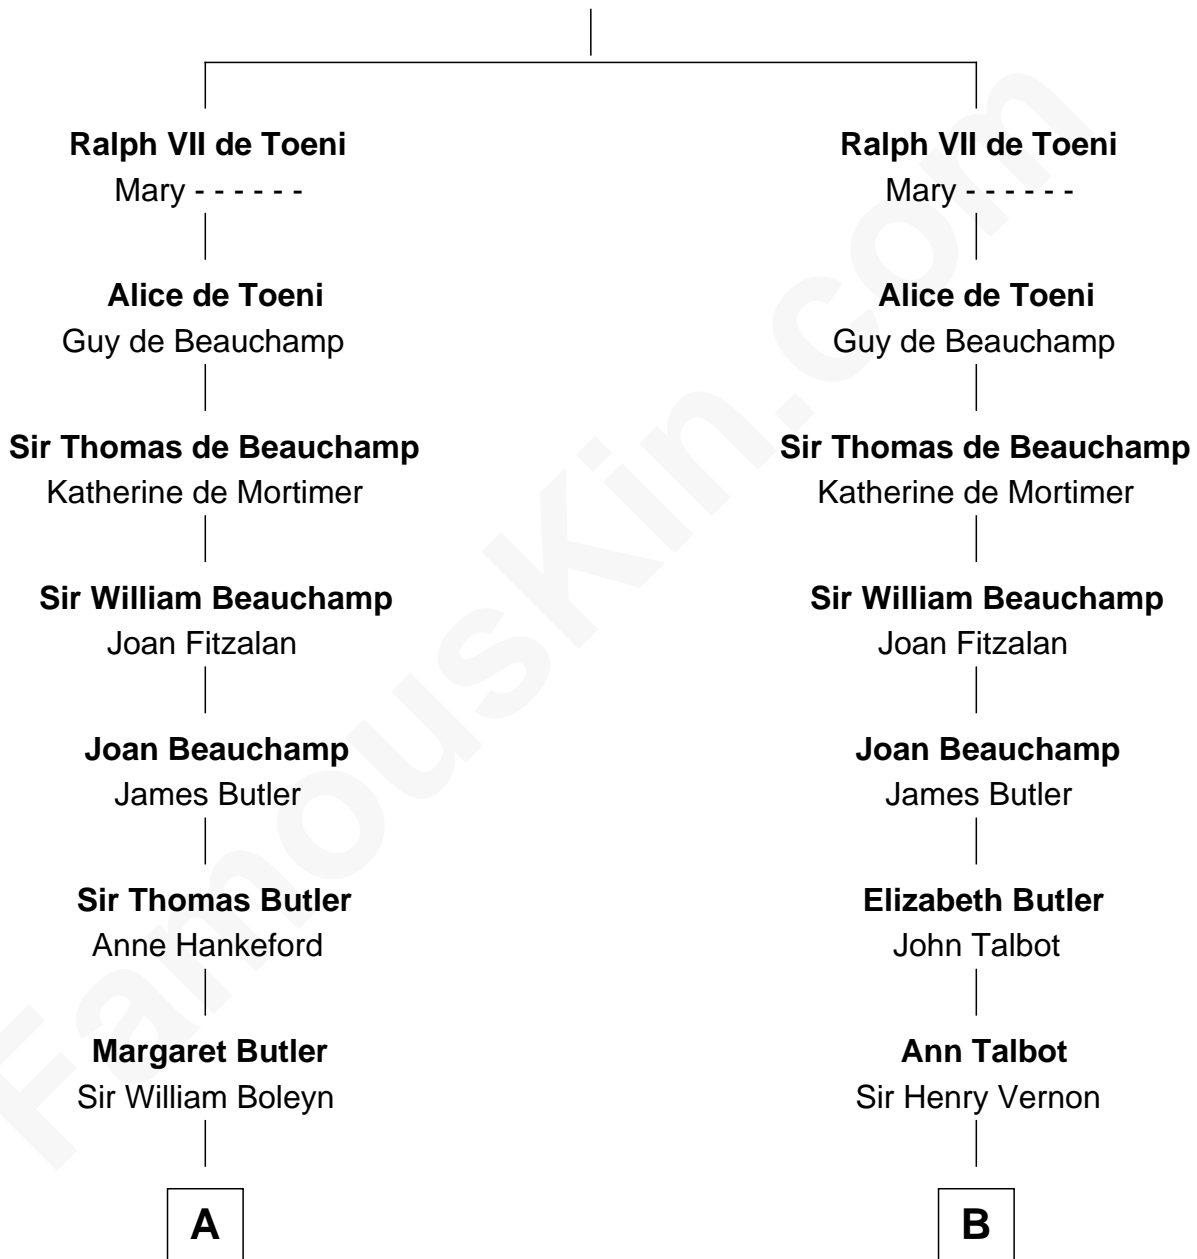 Ralph VII de Toeni
Mary - - - - - -
Alice de Toeni
Guy de Beauchamp
Sir Thomas de Beauchamp
Katherine de Mortimer
Sir William Beauchamp
Joan Fitzalan
Joan Beauchamp
James Butler
Sir Thomas Butler
Anne Hankeford
Margaret Butler
Sir William Boleyn
A
Ralph VII de Toeni
Mary - - - - - -
Alice de Toeni
Guy de Beauchamp
Sir Thomas de Beauchamp
Katherine de Mortimer
Sir William Beauchamp
Joan Fitzalan
Joan Beauchamp
James Butler
Elizabeth Butler
John Talbot
Ann Talbot
Sir Henry Vernon
B
FamousKin.com